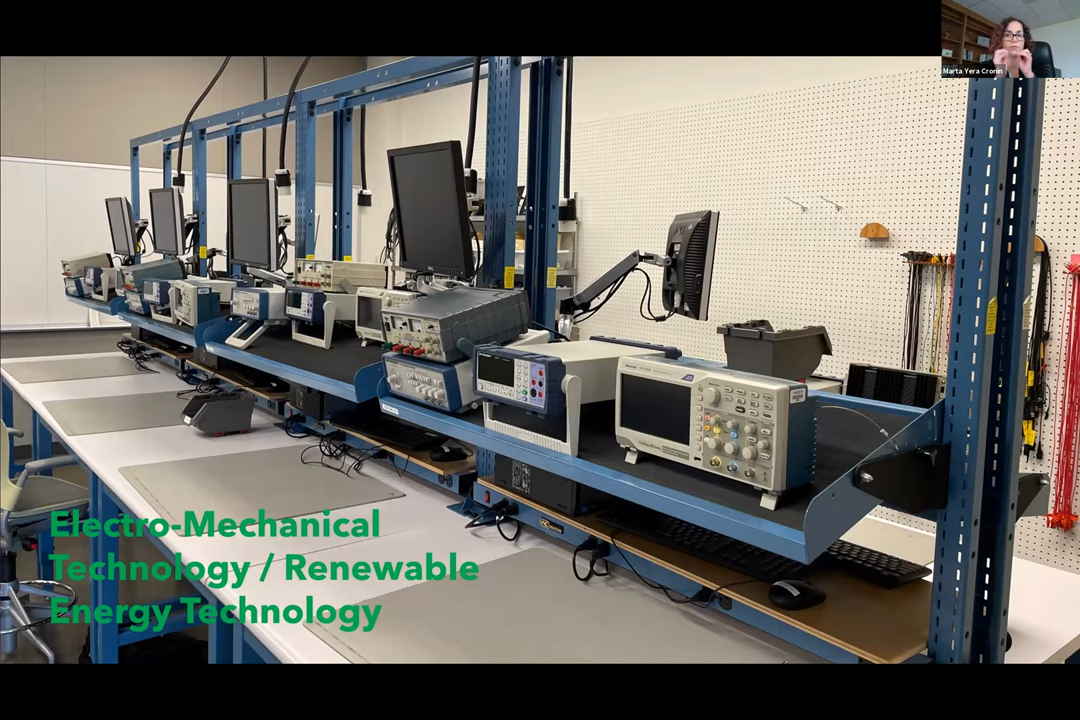 Marta Yera Cronin
Electro-Mechanical
Technology / Renewable
Energy Technology